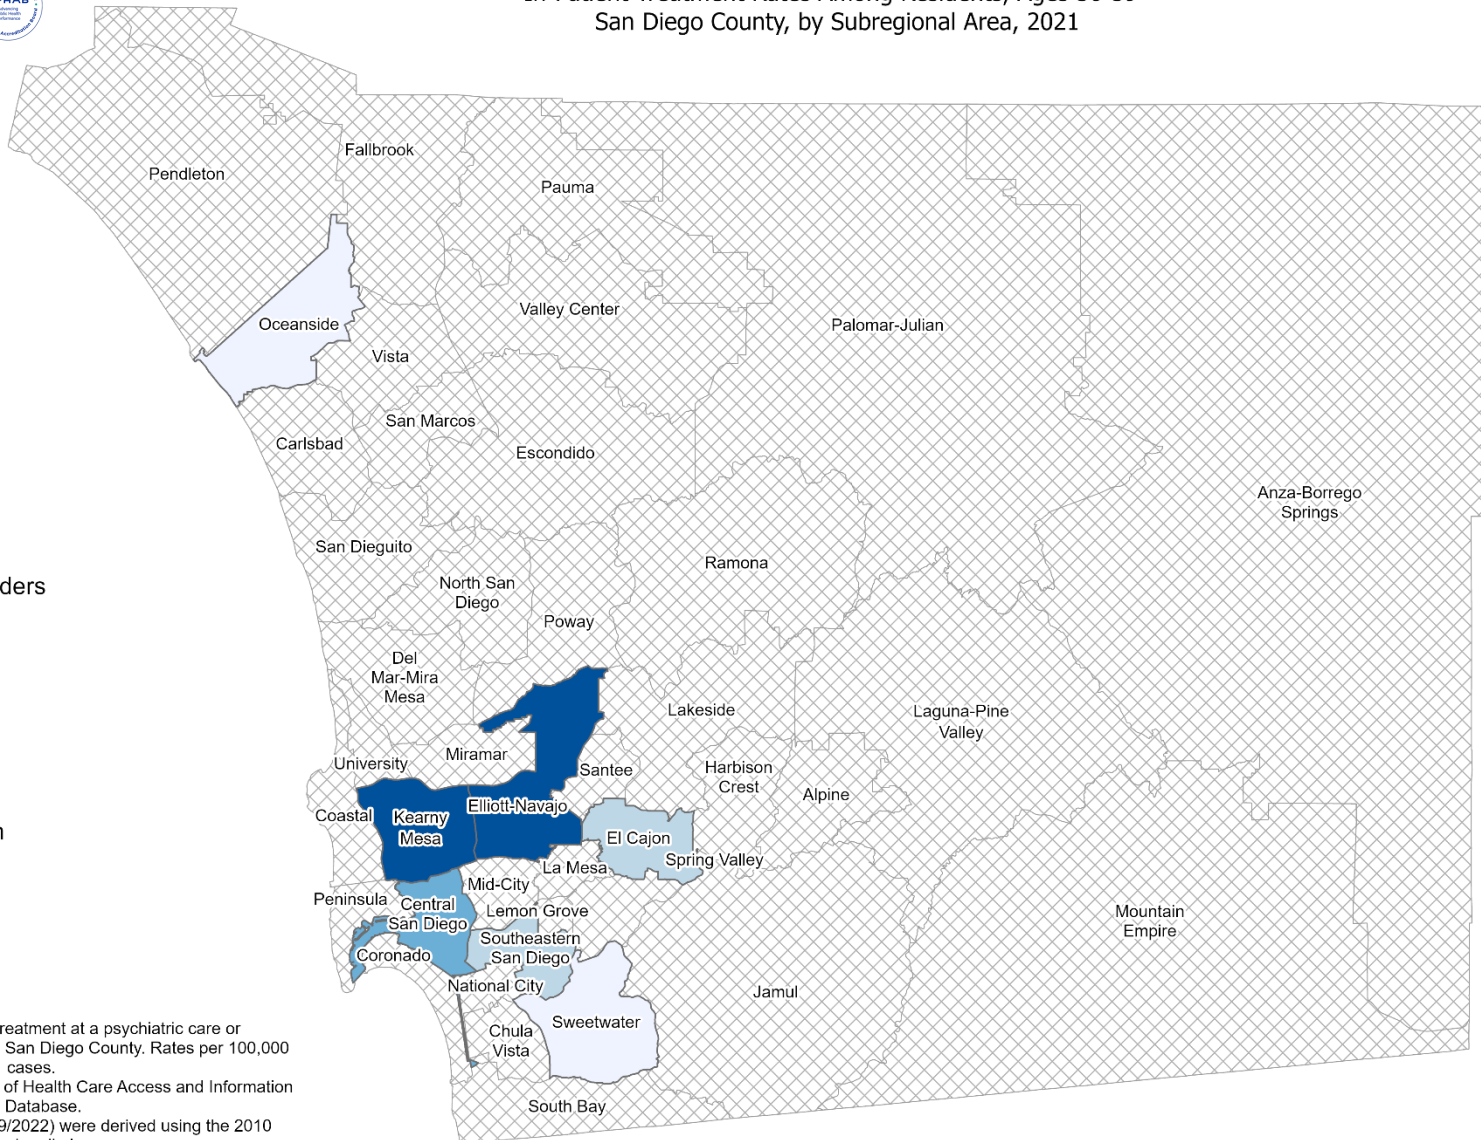 San Diego County, by Subregional Area, 2021
Fallbrook
Pendleton
Pauma
Valley Center
Oceanside
Palomar-Julian
Vista
San Marcos
Carlsbad
Escondido
Anza-Borrego
Springs
San Dieguito
Ramona
North San
Diego
ders
Poway
Del
Mar-Mira
Mesa
Lakeside
Laguna-Pine
Valley
Miramar
University
Santee
Harbison
Crest
Alpine
Elliott-Navajo
Coastal
Kearny
Mesa
El Cajon
Spring Valley
La Mesa
Mid-City
Peninsula
Central
San Diego
Lemon Grove
Mountain
Empire
Southeastern
San Diego
Coronado
National City
Jamul
Sweetwater
Chula
Vista
South Bay
reatment at a psychiatric care or
San Diego County. Rates per 100,000
cases.
of Health Care Access and Information
Database.
9/2022) were derived using the 2010